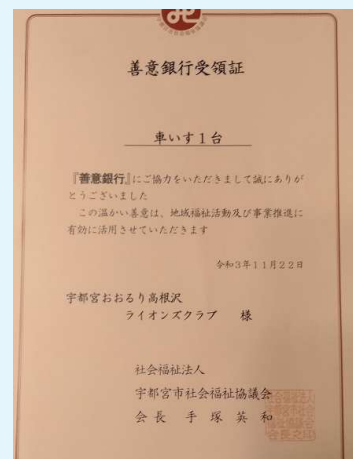 善意銀行受領証
車いす1台
『善意銀行』にご協力をいただきまして誠にありが
とうございました
この温かい善意は、地域福祉活動及び事業推進に
有効に活用させていただきます
令和3年11月22日
宇都宮おおるり高根沢
ライオンズクラブ 様
社会福祉法人
宇都宮市社会福祉協議会
会長 手塚英和